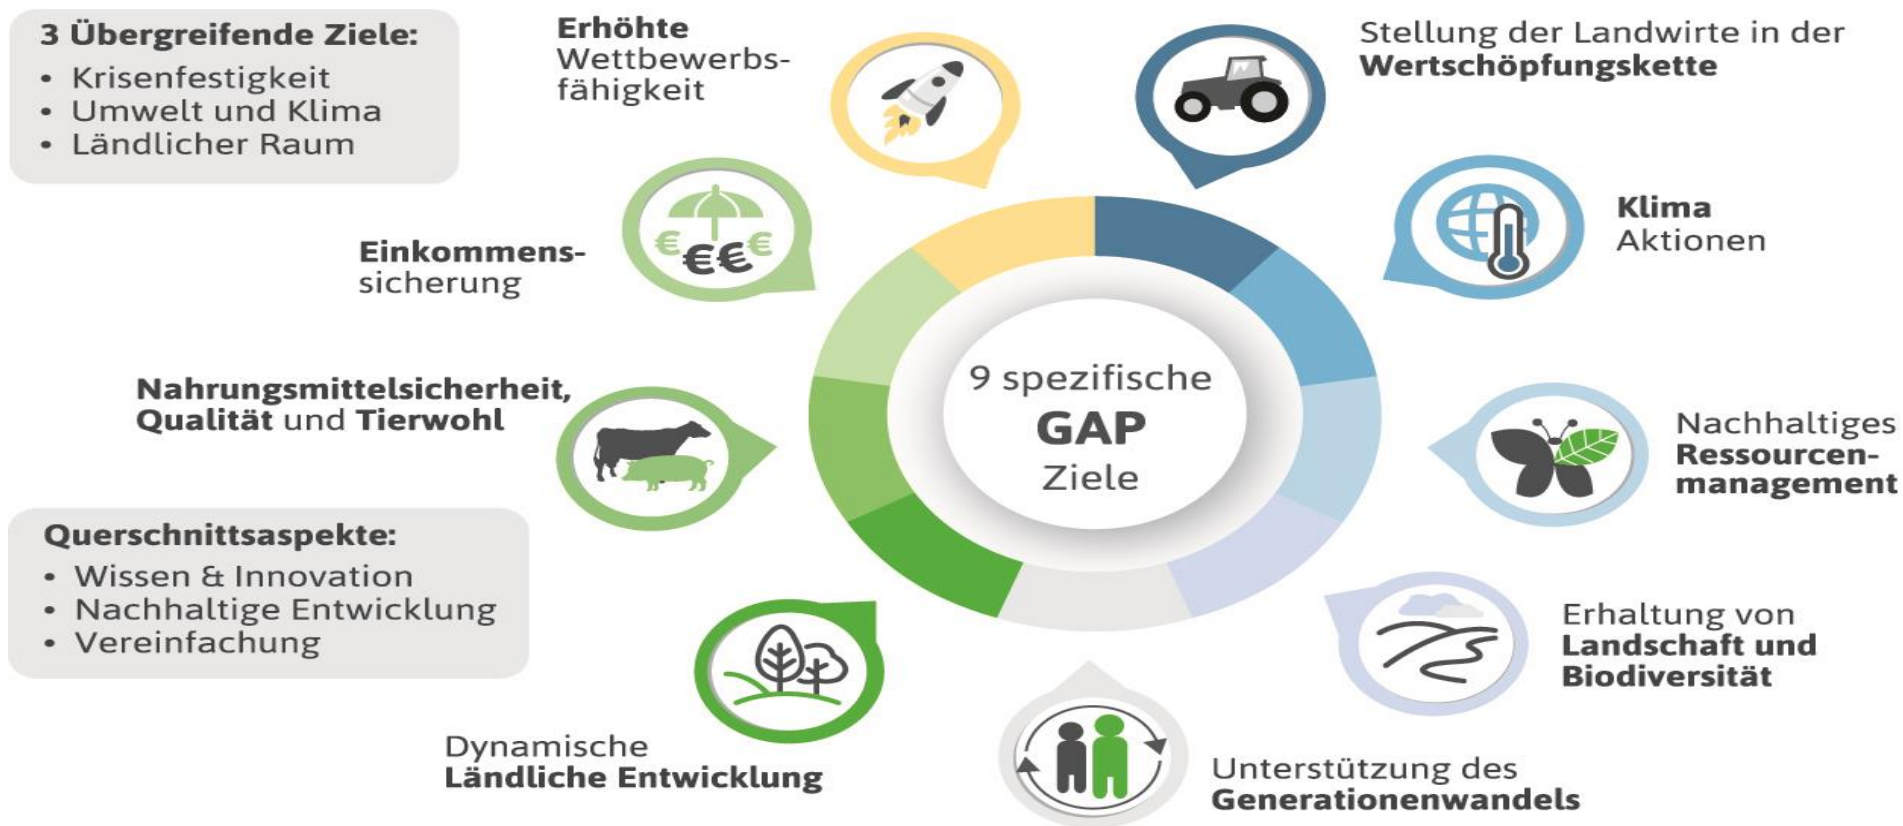 3 Übergreifende Ziele:
• Krisenfestigkeit
• Umwelt und Klima
• Ländlicher Raum
Erhöhte
Wettbewerbs-
fähigkeit
Stellung der Landwirte in der
Wertschöpfungskette
Einkommens-
sicherung
€ € € €
Klima
Aktionen
Nahrungsmittelsicherheit,
Qualität und Tierwohl
9 spezifische
GAP
Ziele
Nachhaltiges
Ressourcen-
management
Querschnittsaspekte:
• Wissen & Innovation
• Nachhaltige Entwicklung
• Vereinfachung
Erhaltung von
Landschaft und
Biodiversität
Dynamische
Ländliche Entwicklung
Unterstützung des
Generationenwandels